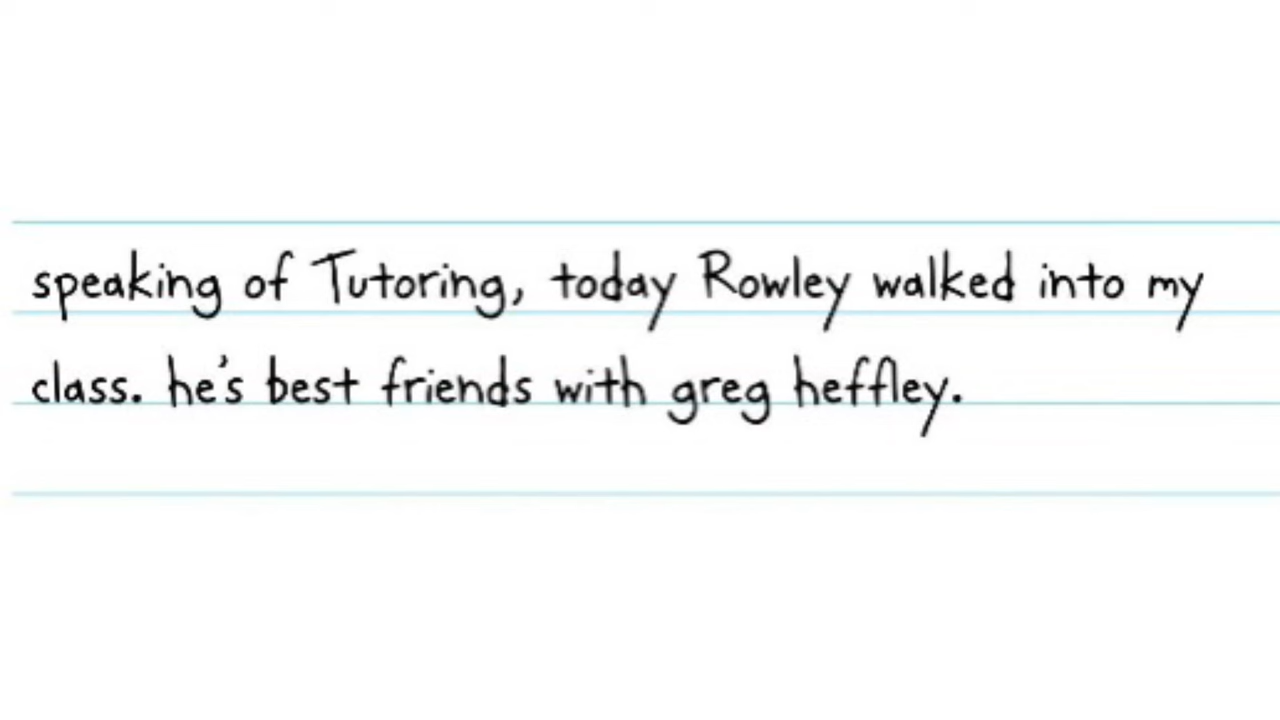 speaking of Tutoring, today Rowley walked into my
class. he's best friends with greg heffley.